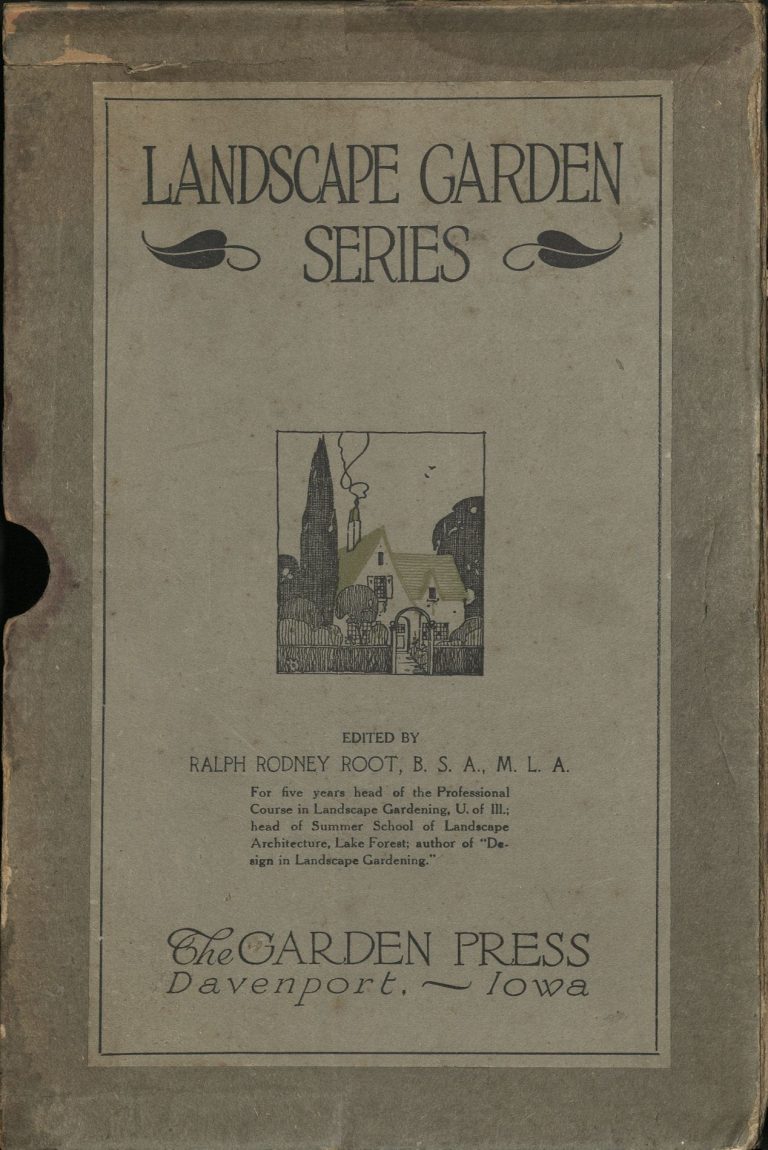 LANDSCAPE GARDEN
SERIES
EDITED BY
RALPH RODNEY ROOT, B. S. A., M. L. A.
For five years head of the Professional
Course in Landscape Gardening, U. of Ill.;
head of Summer School of Landscape
Architecture, Lake Forest; author of "De-
sign in Landscape Gardening."
The GARDEN PRESS
Davenport, ~ Iowa